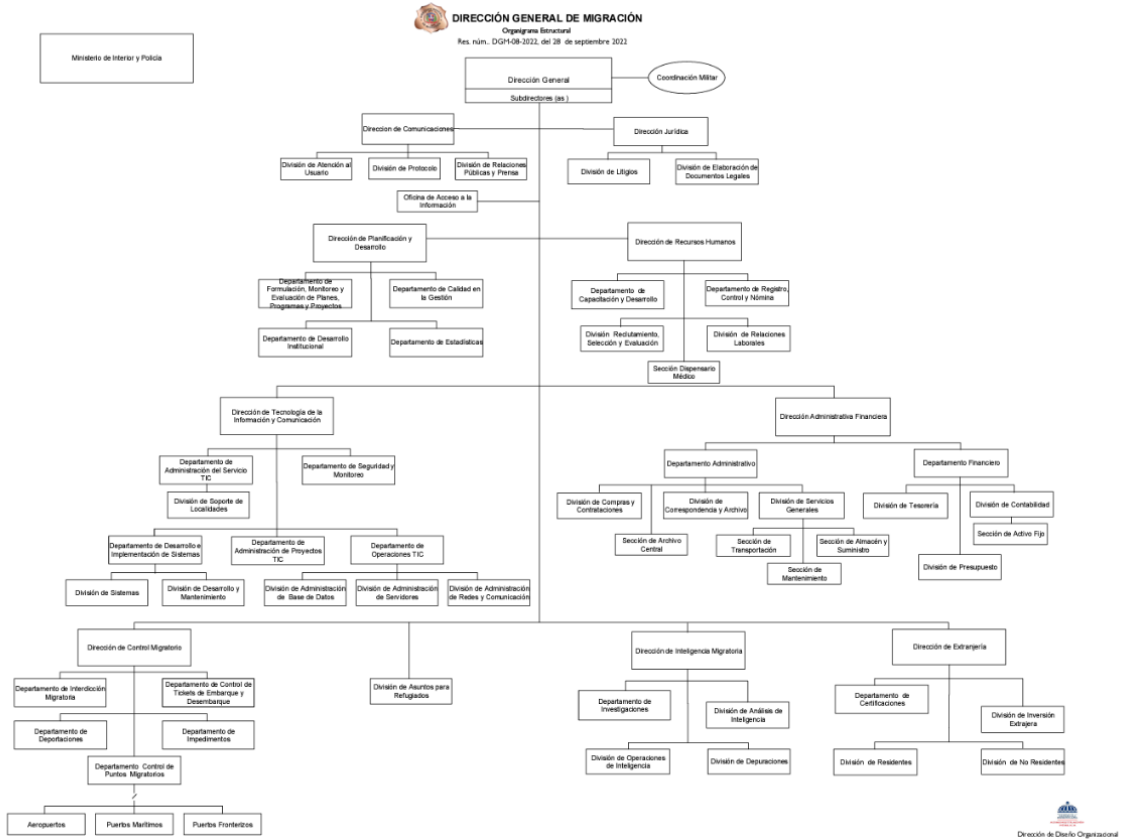 DIRECCIÓN GENERAL DE MIGRACIÓN
Organigrama Estructural
Res. núm.. DGM-08-2022, del 28 de septiembre 2022
Ministerio de Interior y Policía
Dirección General
Subdirectores (as )
Coordinación Militar
Direccion de Comunicaciones
Dirección Jurídica
División de Atención al
Usuario
División de Protocolo
División de Relaciones
Públicas y Prensa
División de Litigios
División de Elaboración de
Documentos Legales
Oficina de Acceso a la
Información
Dirección de Planificación y
Desarrollo
Dirección de Recursos Humanos
Departamento de
Formulación, Monitoreo y
Evaluación de Planes,
Programas y Proyectos
Departamento de Calidad en
la Gestión
Departamento de
Capacitación y Desarrollo
Departamento de Registro,
Control y Nómina
Departamento de Desarrollo
Institucional
Departamento de Estadísticas
División Reclutamiento,
Selección y Evaluación
División de Relaciones
Laborales
Sección Dispensario
Médico
Dirección de Tecnología de la
Información y Comunicación
Dirección Administrativa Financiera
Departamento de
Administración del Servicio
TIC
Departamento de Seguridad y
Monitoreo
Departamento Administrativo
Departamento Financiero
División de Soporte de
Localidades
División de Compras y
Contrataciones
División de
Correspondencia y Archivo
División de Servicios
Generales
División de Tesorería
División de Contabilidad
Sección de Archivo
Central
Sección de
Transportación
Sección de Almacén y
Suministro
Sección de Activo Fijo
Sección de
Mantenimiento
División de Presupuesto
Departamento de Desarrollo e
Implementación de Sistemas
Departamento de
Administración de Proyectos
TIC
Departamento de
Operaciones TIC
División de Sistemas
División de Desarrollo y
Mantenimiento
División de Administración
de Base de Datos
División de Administración
de Servidores
División de Administración
de Redes y Comunicación
Dirección de Control Migratorio
Dirección de Inteligencia Migratoria
Dirección de Extranjería
Departamento de Interdicción
Migratoria
Departamento de Control de
Tickets de Embarque y
Desembarque
División de Asuntos para
Refugiados
Departamento de
Investigaciones
División de Análisis de
Inteligencia
Departamento de
Certificaciones
División de Inversión
Extrajera
Departamento de
Deportaciones
Departamento de
Impedimentos
División de Operaciones
de Inteligencia
División de Depuraciones
División de Residentes
División de No Residentes
Departamento Control de
Puntos Migratorios
Aeropuertos
Puertos Marítimos
Puertos Fronterizos
Dirección de Diseño Organizacional